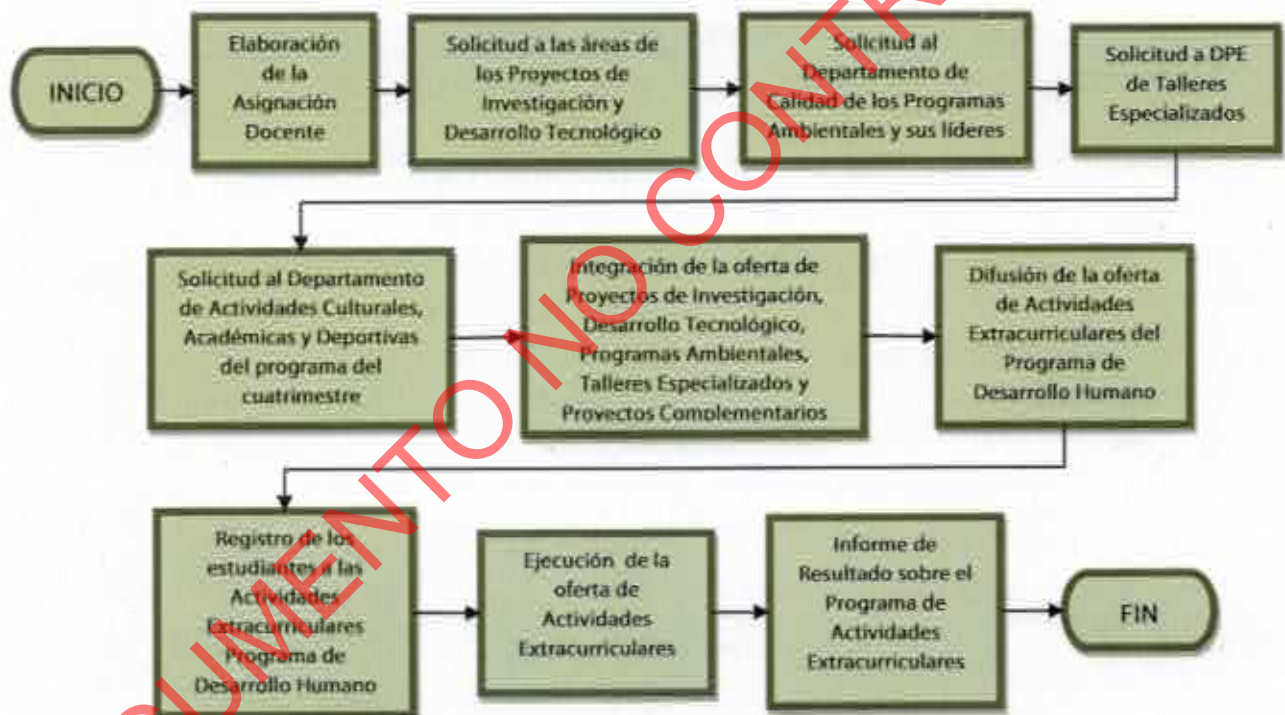 INICIO
Elaboración
de la
Asignación
Docente
Solicitud a las áreas de
los Proyectos de
Investigación y
Desarrollo Tecnológico
Solicitud al
Departamento de
Calidad de los Programas
Ambientales y sus líderes
Solicitud a DPE
de Talleres
Especializados
Solicitud al Departamento
de Actividades Culturales,
Académicas y Deportivas
del programa del
cuatrimestre
Integración de la oferta de
Proyectos de Investigación,
Desarrollo Tecnológico,
Programas Ambientales,
Talleres Especializados y
Proyectos Complementarios
Difusión de la oferta
de Actividades
Extracurriculares del
Programa de
Desarrollo Humano
Registro de los
estudiantes a las
Actividades
Extracurriculares
Programa de
Desarrollo Humano
Ejecución de la
oferta de
Actividades
Extracurriculares
Informe de
Resultado sobre el
Programa de
Actividades
Extracurriculares
FIN
UMENTO NO CONTR